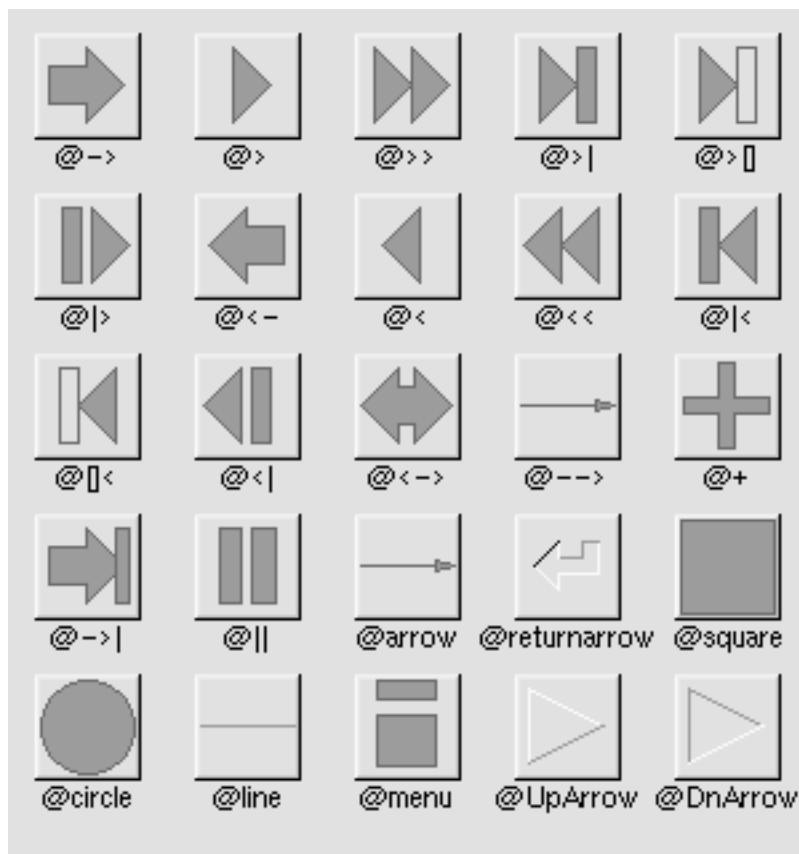 @-> @> @>> @>| @>[]
@|> @<- @< @<< @|<
@[]< @<| @<-> @--> @+
@->| @|| @arrow @returnarrow @square
@circle @line @menu @UpArrow @DnArrow